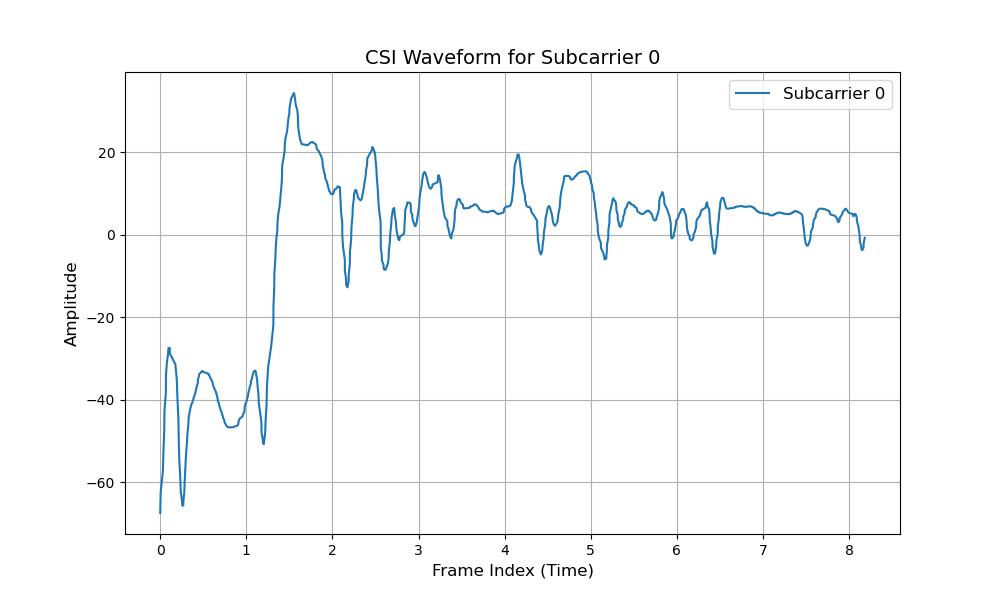 CSI Waveform for Subcarrier 0
Subcarrier 0
20
0
−20
−40
−60
Amplitude
0 1 2 3 4 5 6 7 8
Frame Index (Time)